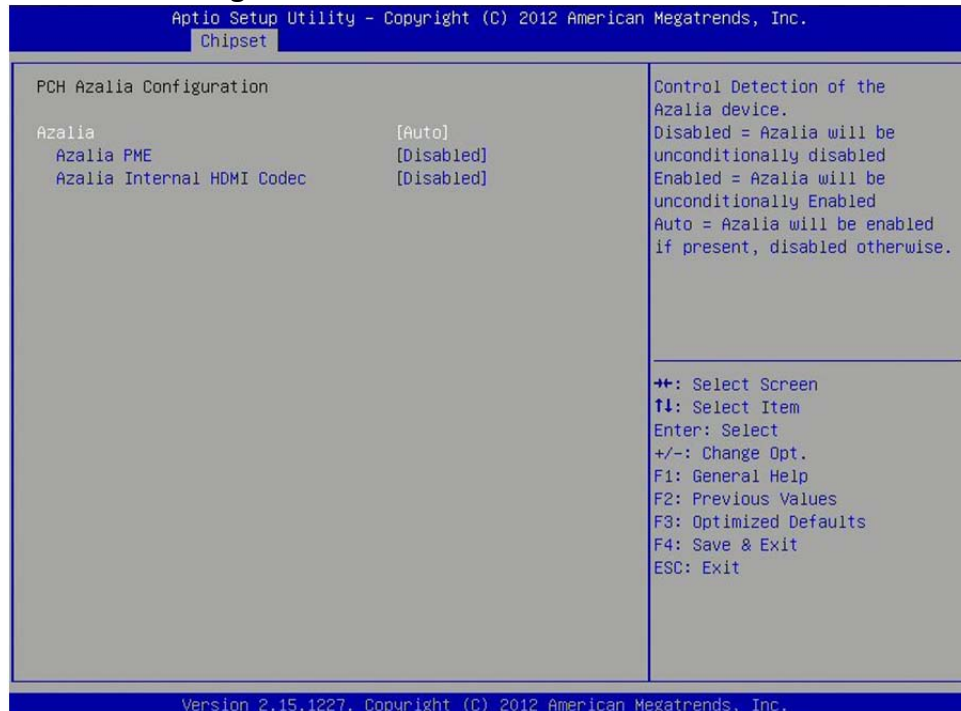 Aptio Setup Utility – Copyright (C) 2012 American Megatrends, Inc.
Chipset
PCH Azalia Configuration
Azalia [Auto]
Azalia PME [Disabled]
Azalia Internal HDMI Codec [Disabled]
Control Detection of the
Azalia device.
Disabled = Azalia will be
unconditionally disabled
Enabled = Azalia will be
unconditionally Enabled
Auto = Azalia will be enabled
if present, disabled otherwise.
→←: Select Screen
↑↓: Select Item
Enter: Select
+/-: Change Opt.
F1: General Help
F2: Previous Values
F3: Optimized Defaults
F4: Save & Exit
ESC: Exit
Version 2.15.1227. Copyright (C) 2012 American Megatrends, Inc.